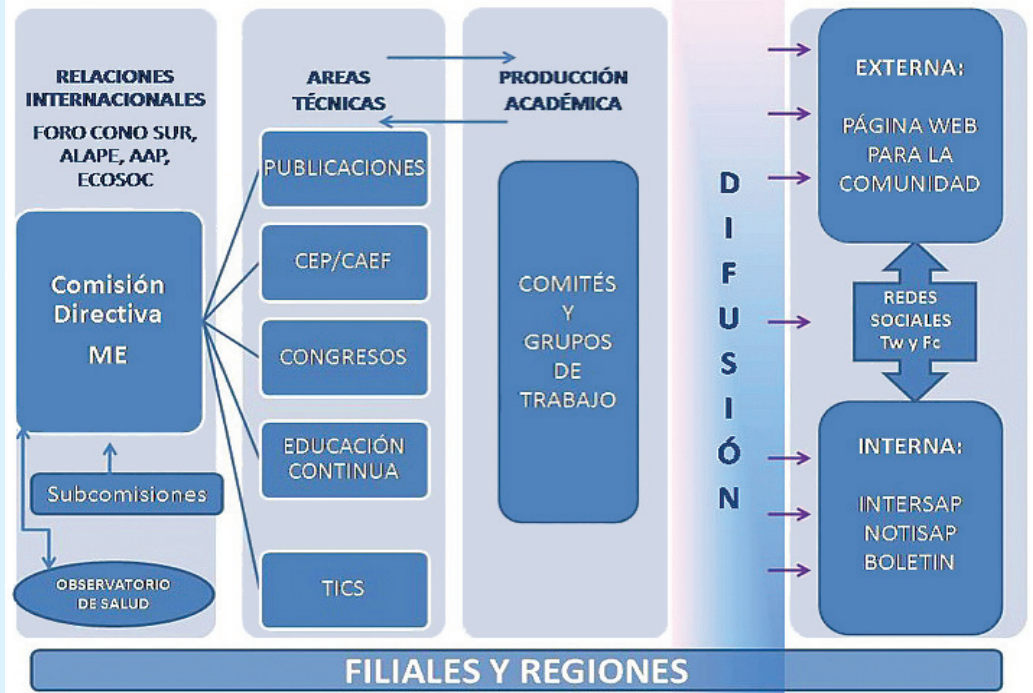 RELACIONES
INTERNACIONALES
FORO CONO SUR,
ALAPE, AAP,
ECOSOC
Comisión
Directiva
ME
Subcomisiones
OBSERVATORIO
DE SALUD
AREAS
TÉCNICAS
PUBLICACIONES
CEP/CAEF
CONGRESOS
EDUCACIÓN
CONTINUA
TICS
PRODUCCIÓN
ACADÉMICA
COMITÉS
Y
GRUPOS
DE
TRABAJO
DIFUSIÓN
EXTERNA:
PÁGINA WEB
PARA LA
COMUNIDAD
REDES
SOCIALES
Tw y Fc
INTERNA:
INTERSAP
NOTISAP
BOLETIN
FILIALES Y REGIONES